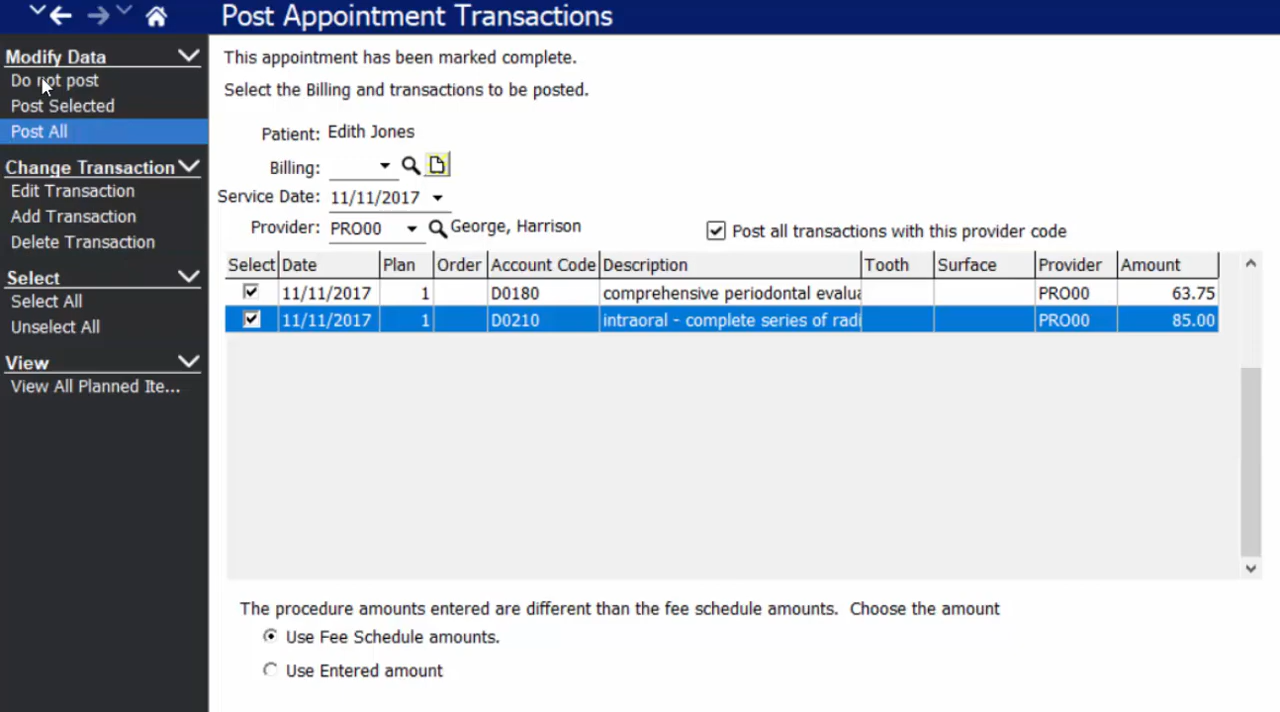 Post Appointment Transactions
Modify Data
Do not post
Post Selected
Post All
Change Transaction
Edit Transaction
Add Transaction
Delete Transaction
Select
Select All
Unselect All
View
View All Planned Ite...
This appointment has been marked complete.
Select the Billing and transactions to be posted.
Patient: Edith Jones
Billing:
Service Date: 11/11/2017
Provider: PRO00 George, Harrison
Post all transactions with this provider code
Select Date Plan Order Account Code Description Tooth Surface Provider Amount
11/11/2017 1 D0180 comprehensive periodontal evalua PRO00 63.75
11/11/2017 1 D0210 intraoral - complete series of radi PRO00 85.00
The procedure amounts entered are different than the fee schedule amounts. Choose the amount
Use Fee Schedule amounts.
Use Entered amount